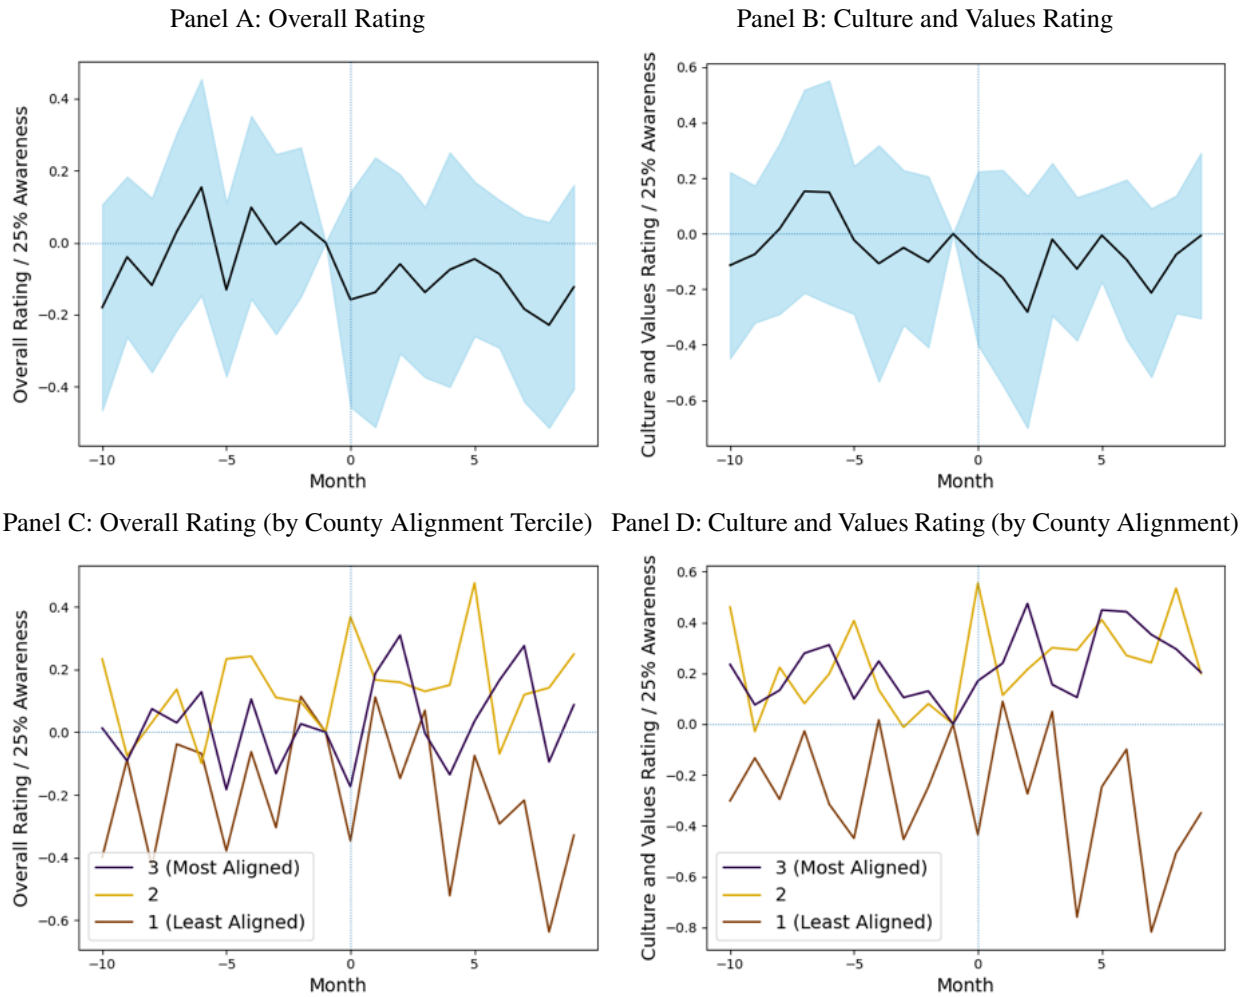 Panel A: Overall Rating
Panel B: Culture and Values Rating
Overall Rating / 25% Awareness
0.4
0.2
0.0
−0.2
−0.4
−10
−5
0
5
Month
Culture and Values Rating / 25% Awareness
0.6
0.4
0.2
0.0
−0.2
−0.4
−0.6
−10
−5
0
5
Month
Panel C: Overall Rating (by County Alignment Tercile)
Panel D: Culture and Values Rating (by County Alignment)
Overall Rating / 25% Awareness
0.4
0.2
0.0
−0.2
−0.4
−0.6
3 (Most Aligned)
2
1 (Least Aligned)
−10
−5
0
5
Month
Culture and Values Rating / 25% Awareness
0.6
0.4
0.2
0.0
−0.2
−0.4
−0.6
−0.8
3 (Most Aligned)
2
1 (Least Aligned)
−10
−5
0
5
Month